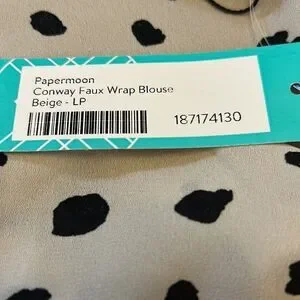 Papermoon
Conway Faux Wrap Blouse
Beige - LP
187174130